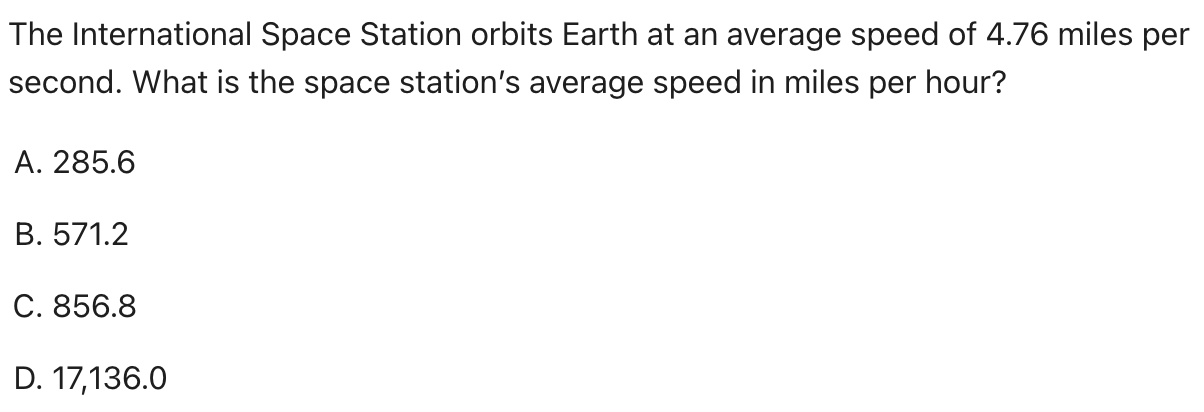 The International Space Station orbits Earth at an average speed of 4.76 miles per
second. What is the space station’s average speed in miles per hour?
A. 285.6
B. 571.2
C. 856.8
D. 17,136.0